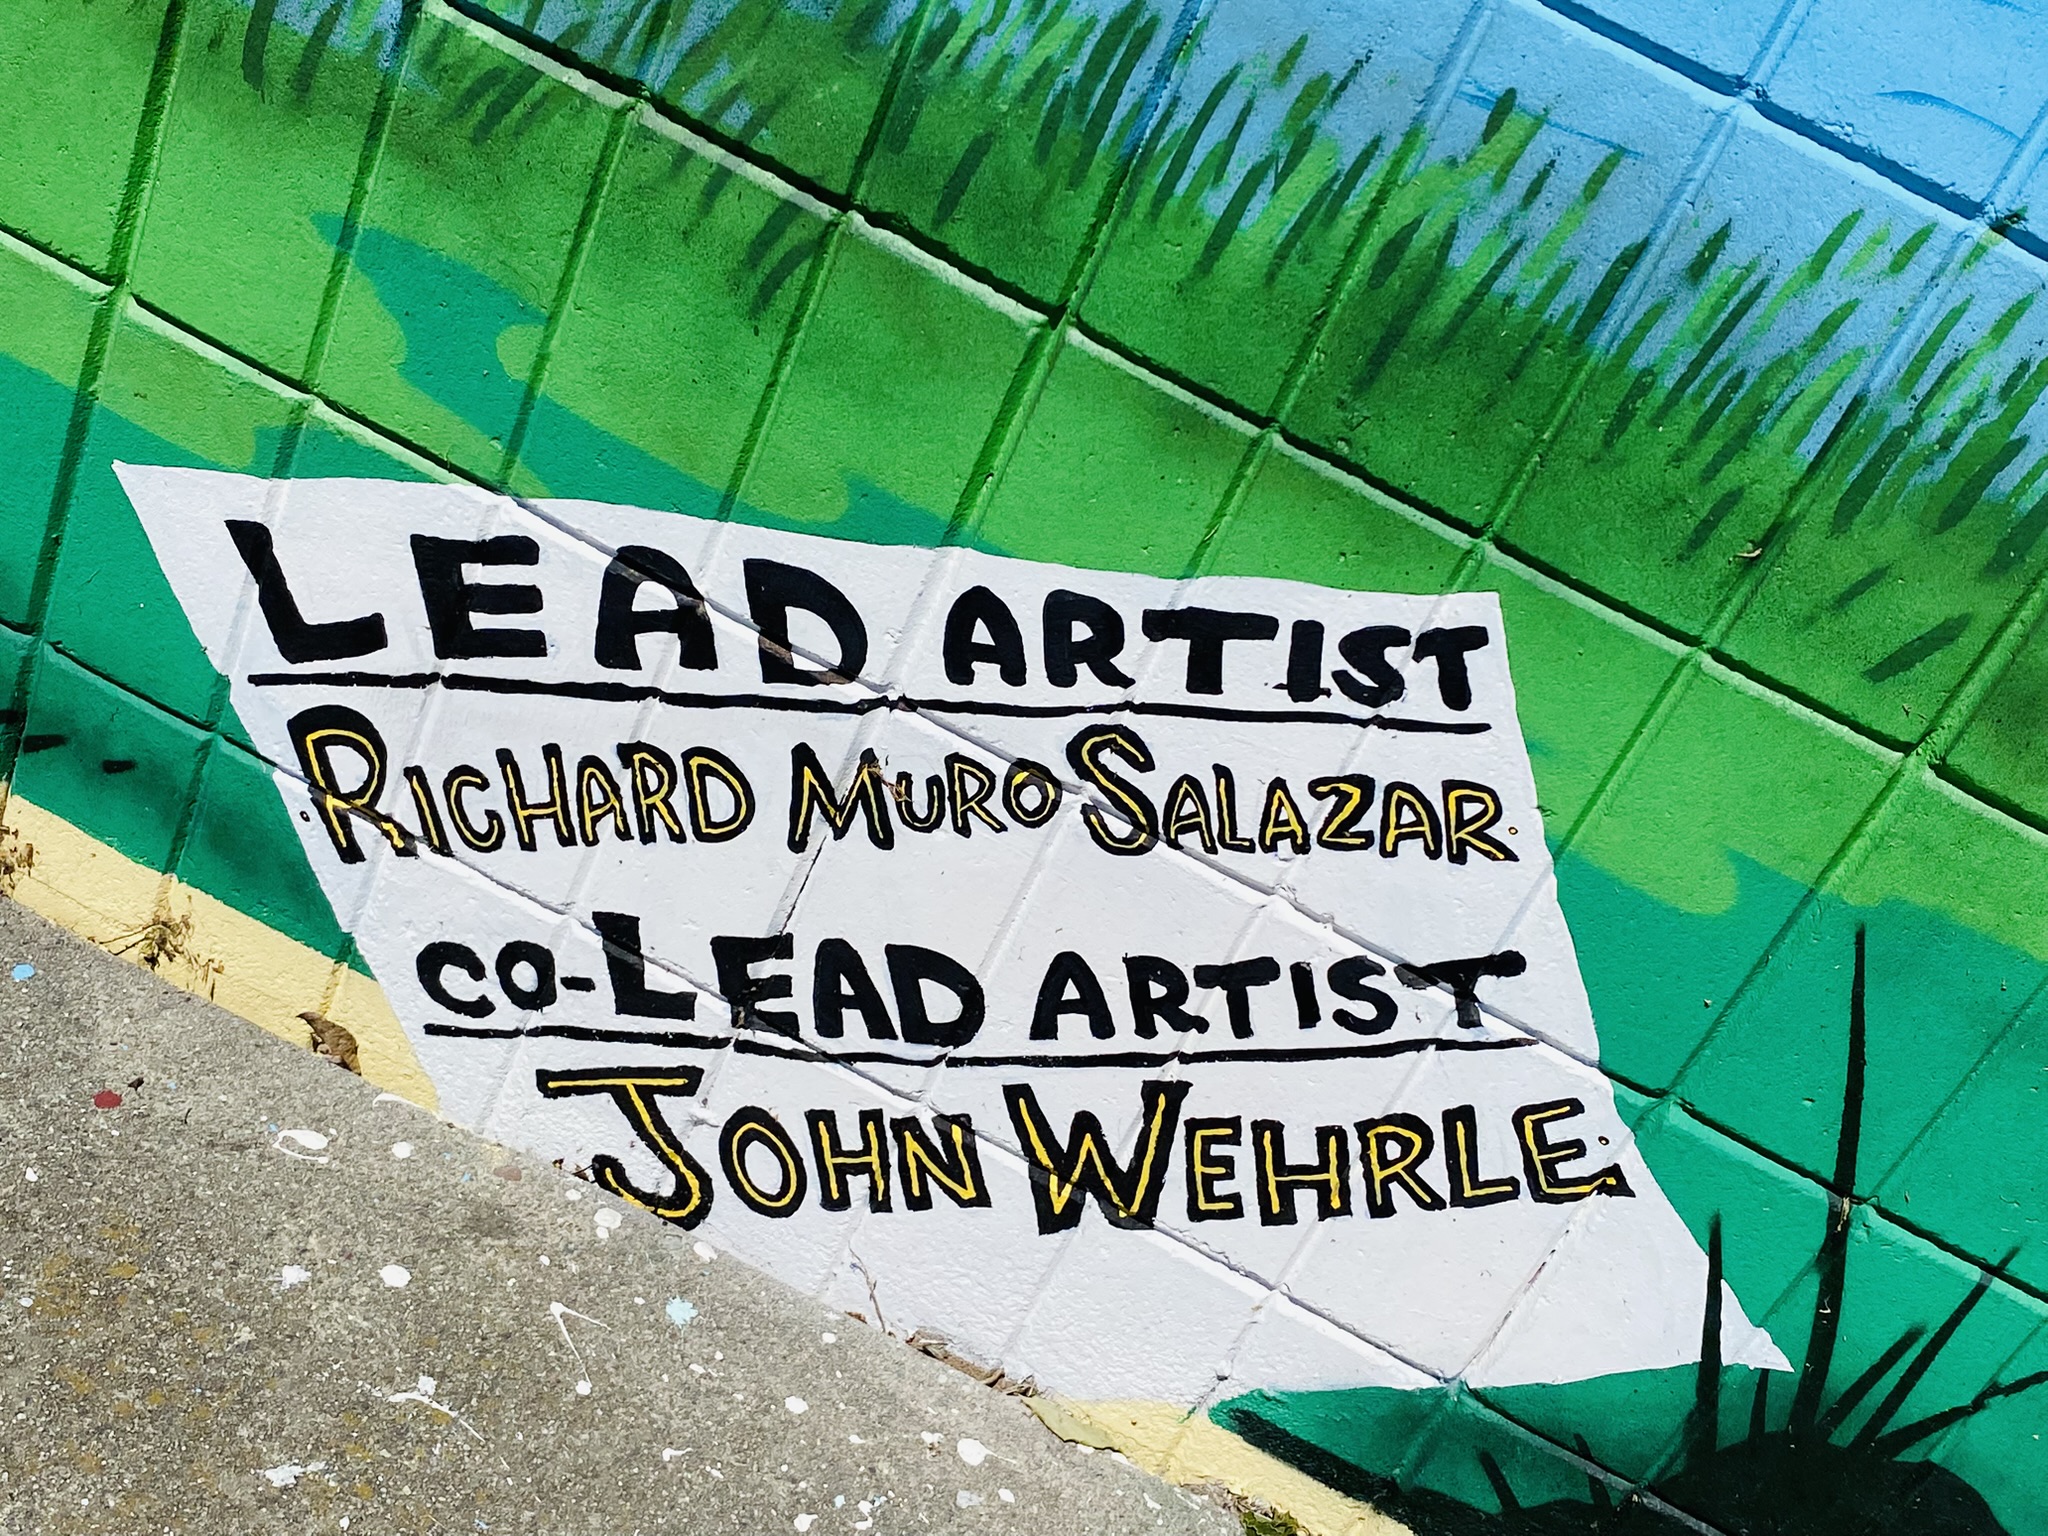 LEAD ARTIST
RICHARD MURO SALAZAR
CO-LEAD ARTIST
JOHN WEHRLE